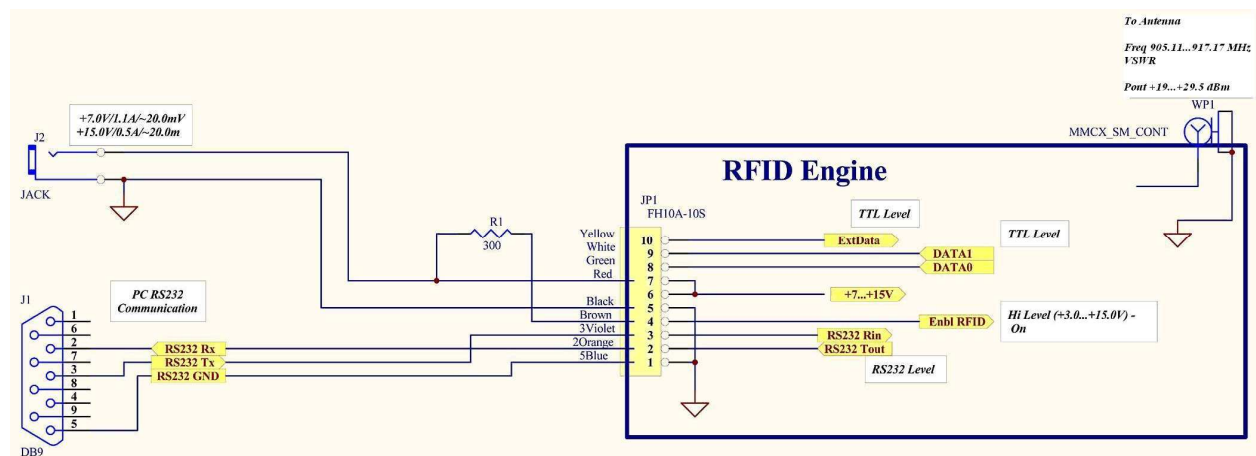 To Antenna
Freq 905.11...917.17 MHz
VSWR
Pout +19...+29.5 dBm
WP1
MMCX_SM_CONT
+7.0V/1.1A/~20.0mV
+15.0V/0.5A/~20.0m
J2
JACK
RFID Engine
JP1
FH10A-10S
R1
300
Yellow
White
Green
Red
Black
Brown
3Violet
2Orange
5Blue
10
9
8
7
6
5
4
3
2
1
TTL Level
ExtData
TTL Level
DATA1
DATA0
+7...+15V
Enbl RFID
Hi Level (+3.0...+15.0V) -
On
RS232 Rin
RS232 Tout
RS232 Level
J1
PC RS232
Communication
1
6
2
7
3
8
4
9
5
RS232 Rx
RS232 Tx
RS232 GND
DB9